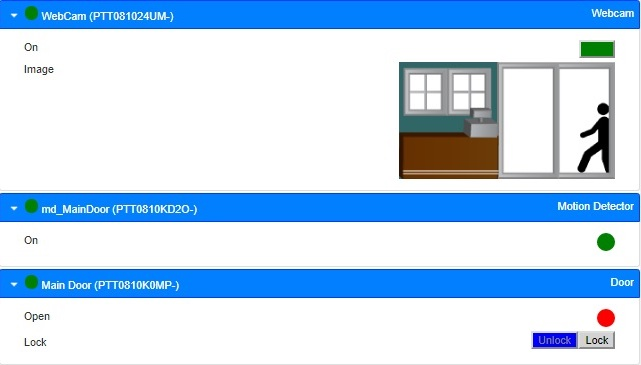 WebCam (PTT081024UM-) Webcam
On
Image
md_MainDoor (PTT0810KD2O-) Motion Detector
On
Main Door (PTT0810K0MP-) Door
Open
Lock Unlock Lock